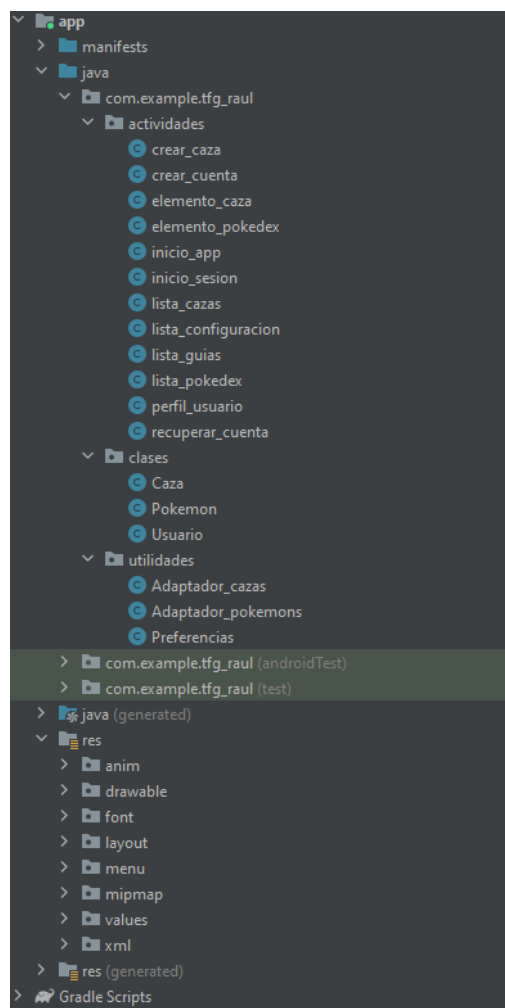 app
manifests
java
com.example.tfg_raul
actividades
crear_caza
crear_cuenta
elemento_caza
elemento_pokedex
inicio_app
inicio_sesion
lista_cazas
lista_configuracion
lista_guias
lista_pokedex
perfil_usuario
recuperar_cuenta
clases
Caza
Pokemon
Usuario
utilidades
Adaptador_cazas
Adaptador_pokemons
Preferencias
com.example.tfg_raul (androidTest)
com.example.tfg_raul (test)
java (generated)
res
anim
drawable
font
layout
menu
mipmap
values
xml
res (generated)
Gradle Scripts